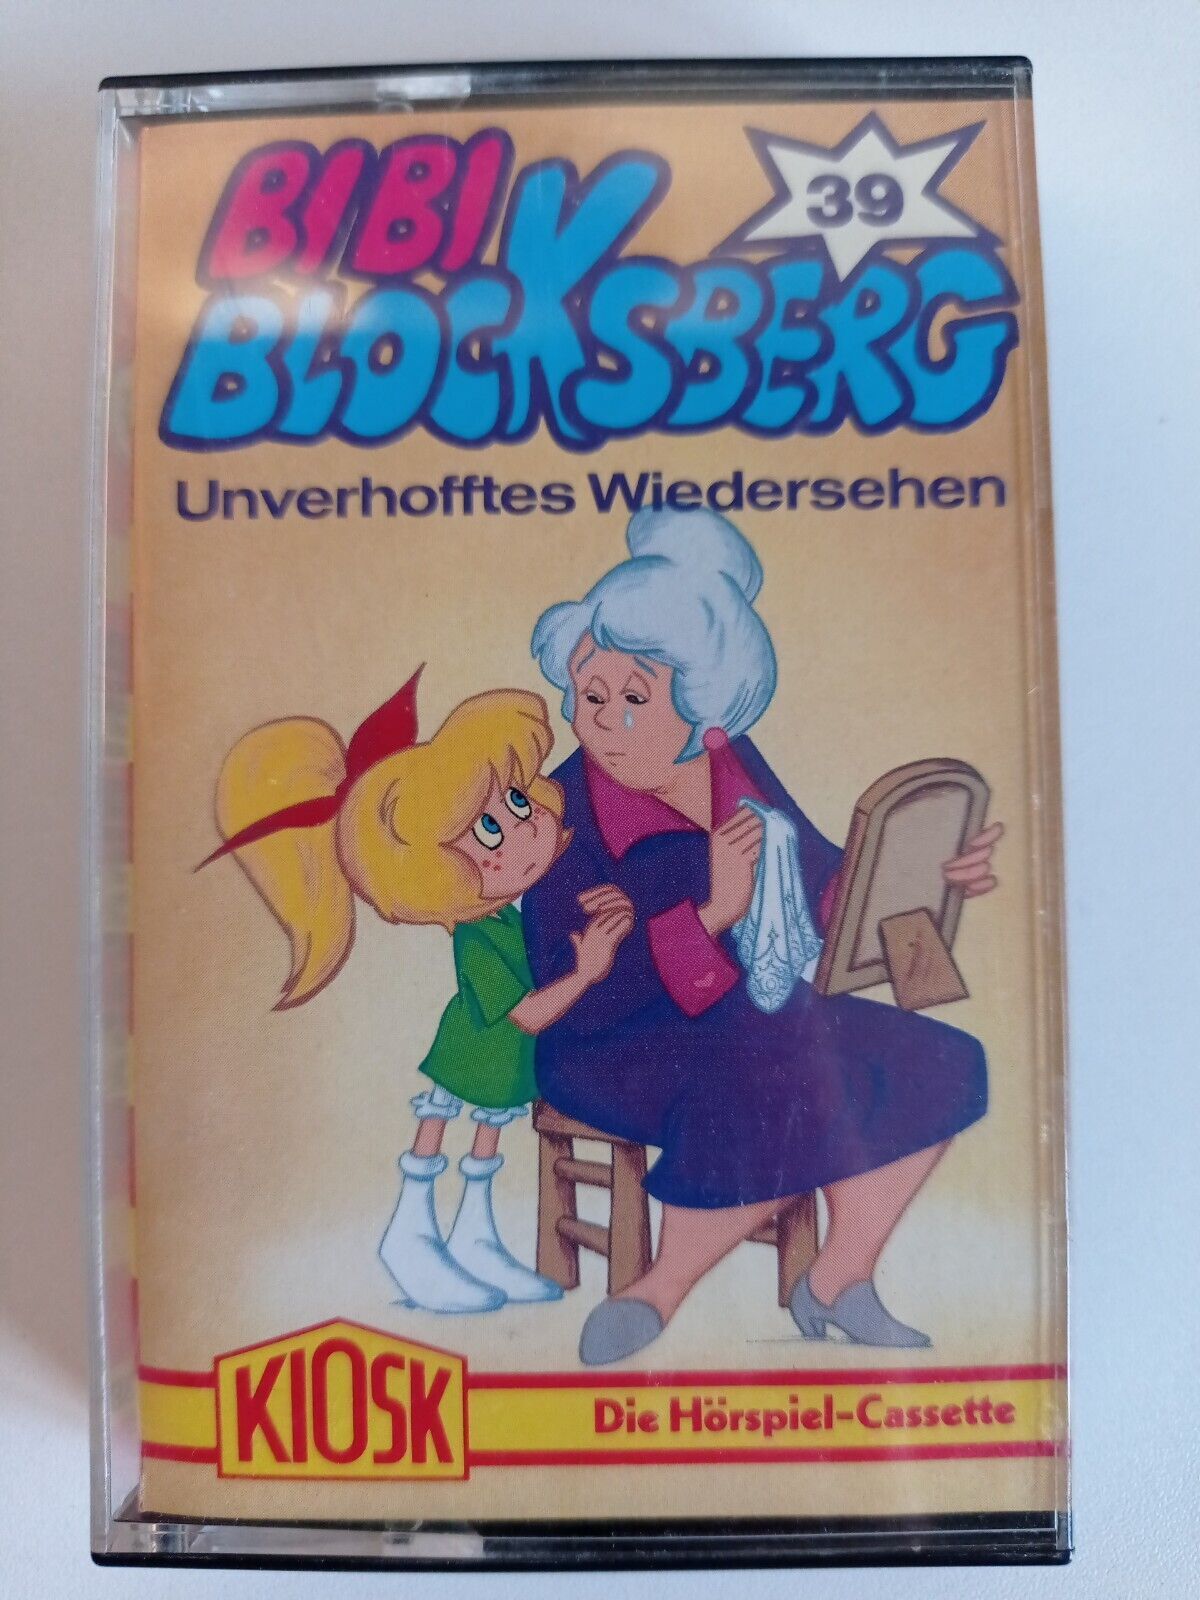 BIBI
39
BLOCKSBERG
Unverhofftes Wiedersehen
KIOSK
Die Hörspiel-Cassette